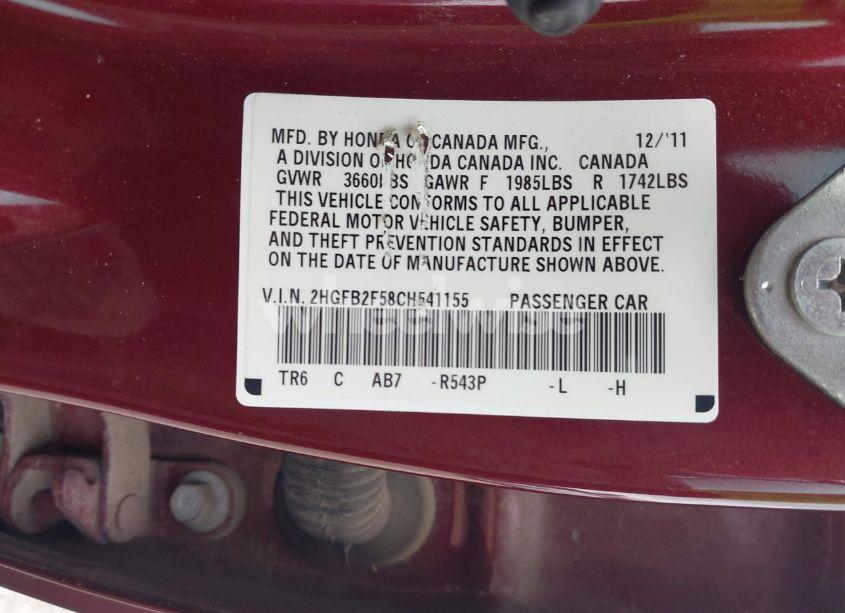 MFD. BY HONDA OF CANADA MFG., 12/'11
A DIVISION OF HONDA CANADA INC. CANADA
GVWR 3660LBS GAWR F 1985LBS R 1742LBS
THIS VEHICLE CONFORMS TO ALL APPLICABLE
FEDERAL MOTOR VEHICLE SAFETY, BUMPER,
AND THEFT PREVENTION STANDARDS IN EFFECT
ON THE DATE OF MANUFACTURE SHOWN ABOVE.
V.I.N. 2HGFB2F58CH541155 PASSENGER CAR
wheelwise
TR6 C AB7 -R543P -L -H